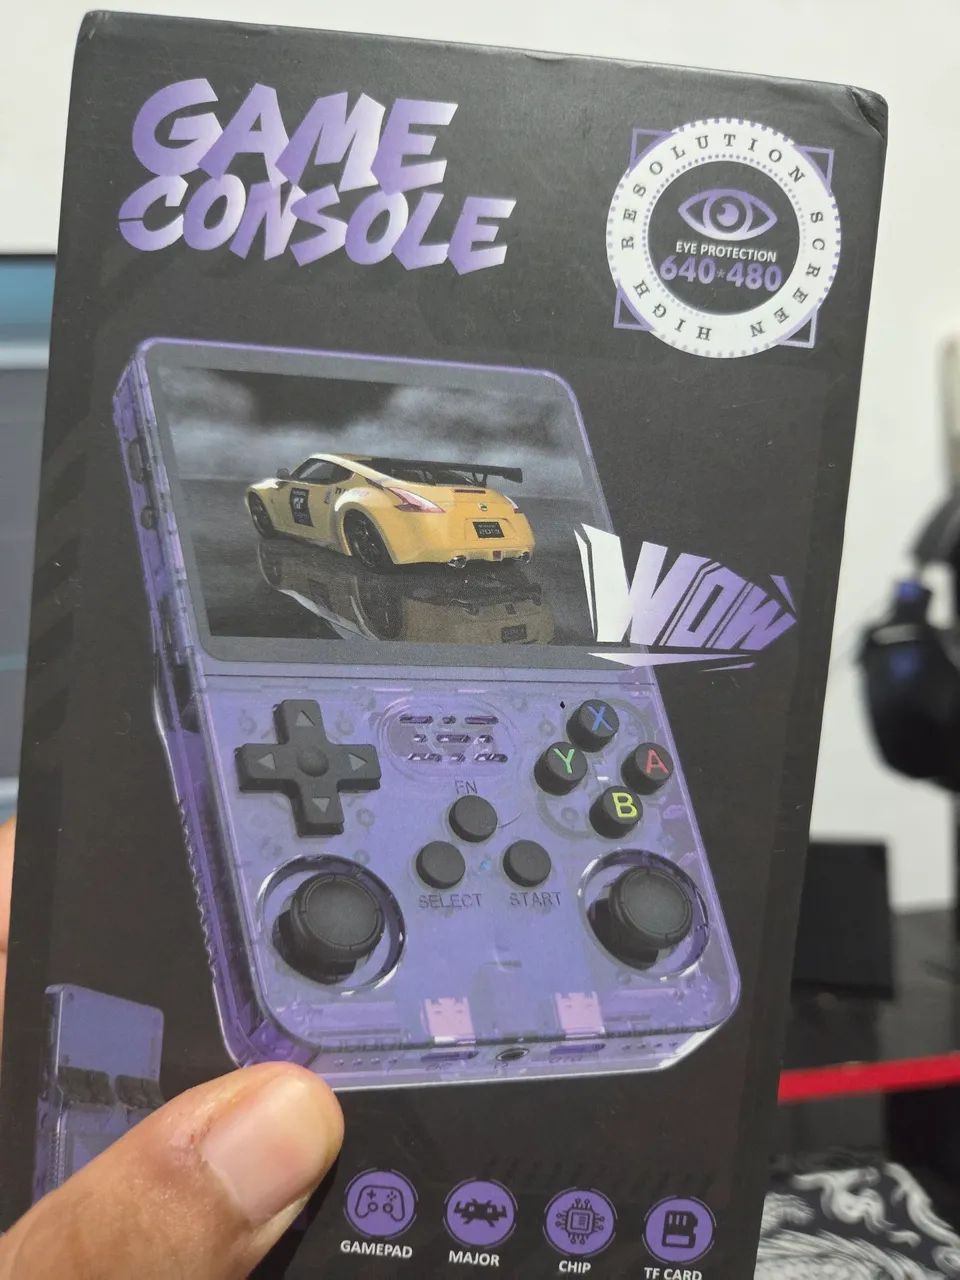 GAME
CONSOLE
HIGH RESOLUTION SCREEN
EYE PROTECTION
640*480
WOW
X
Y
A
B
FN
SELECT
START
GAMEPAD
MAJOR
CHIP
TF CARD